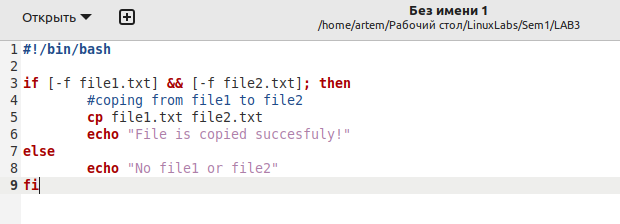 Открыть
Без имени 1
/home/artem/Рабочий стол/LinuxLabs/Sem1/LAB3
1 #!/bin/bash
2
3 if [-f file1.txt] && [-f file2.txt]; then
4 #coping from file1 to file2
5 cp file1.txt file2.txt
6 echo "File is copied succesfuly!"
7 else
8 echo "No file1 or file2"
9 fi